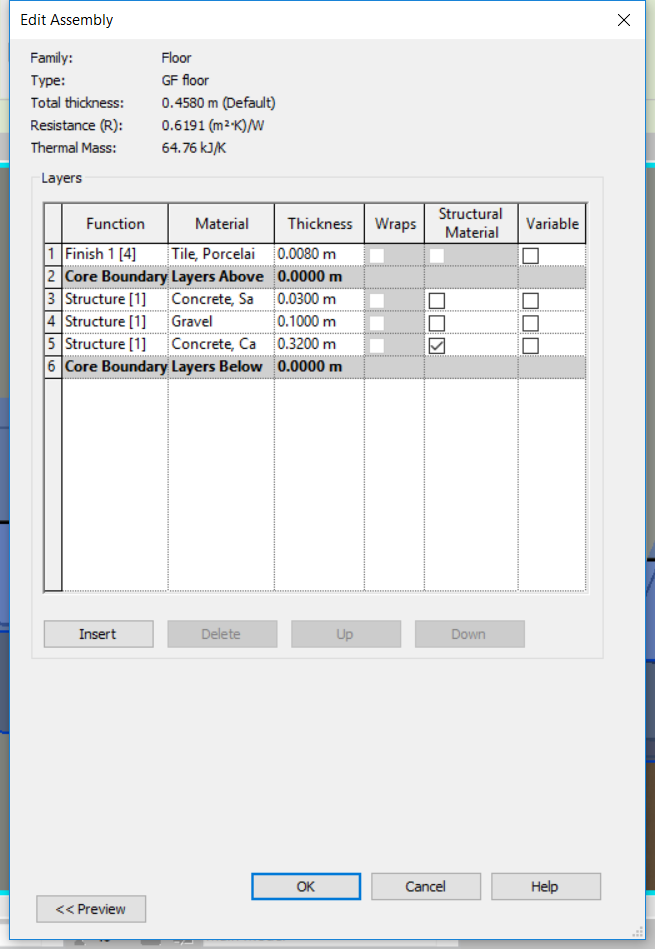 Edit Assembly
Family: Floor
Type: GF floor
Total thickness: 0.4580 m (Default)
Resistance (R): 0.6191 (m²·K)/W
Thermal Mass: 64.76 kJ/K
Layers
Function Material Thickness Wraps Structural Material Variable
1 Finish 1 [4] Tile, Porcelai 0.0080 m
2 Core Boundary Layers Above 0.0000 m
3 Structure [1] Concrete, Sa 0.0300 m
4 Structure [1] Gravel 0.1000 m
5 Structure [1] Concrete, Ca 0.3200 m
6 Core Boundary Layers Below 0.0000 m
Insert Delete Up Down
OK Cancel Help
<< Preview